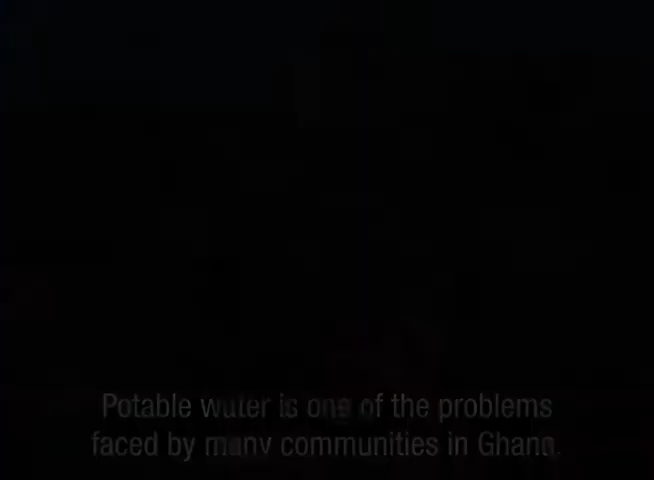 Potable water is one of the problems
faced by many communities in Ghana.